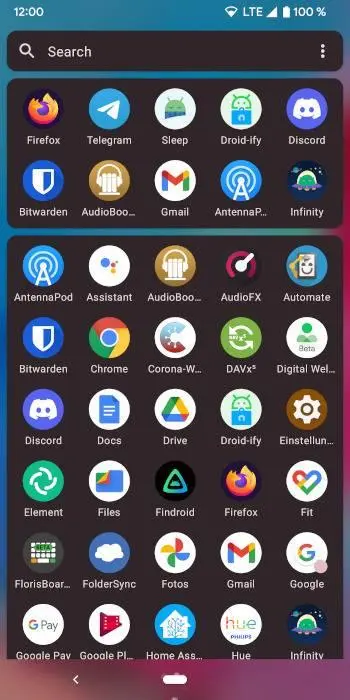 12:00 LTE 100 %
Search
Firefox Telegram Sleep Droid-ify Discord
Bitwarden AudioBoo... Gmail AntennaP... Infinity
AntennaPod Assistant AudioBoo... AudioFX Automate
Bitwarden Chrome Corona-W... DAVx⁵ Beta Digital Wel...
Discord Docs Drive Droid-ify Einstellun...
Element Files Findroid Firefox Fit
FlorisBoar... FolderSync Fotos Gmail Google
G Pay hue PHILIPS
Google Pay Google Pl... Home Ass... Hue Infinity